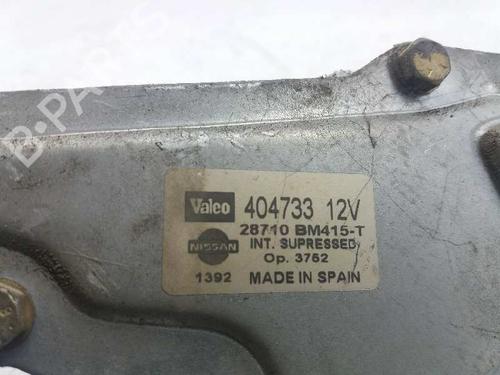 B-PARTS
Valeo 404733 12V
28710 BM415-T
NISSAN INT. SUPRESSED
Op. 3752
1392 MADE IN SPAIN